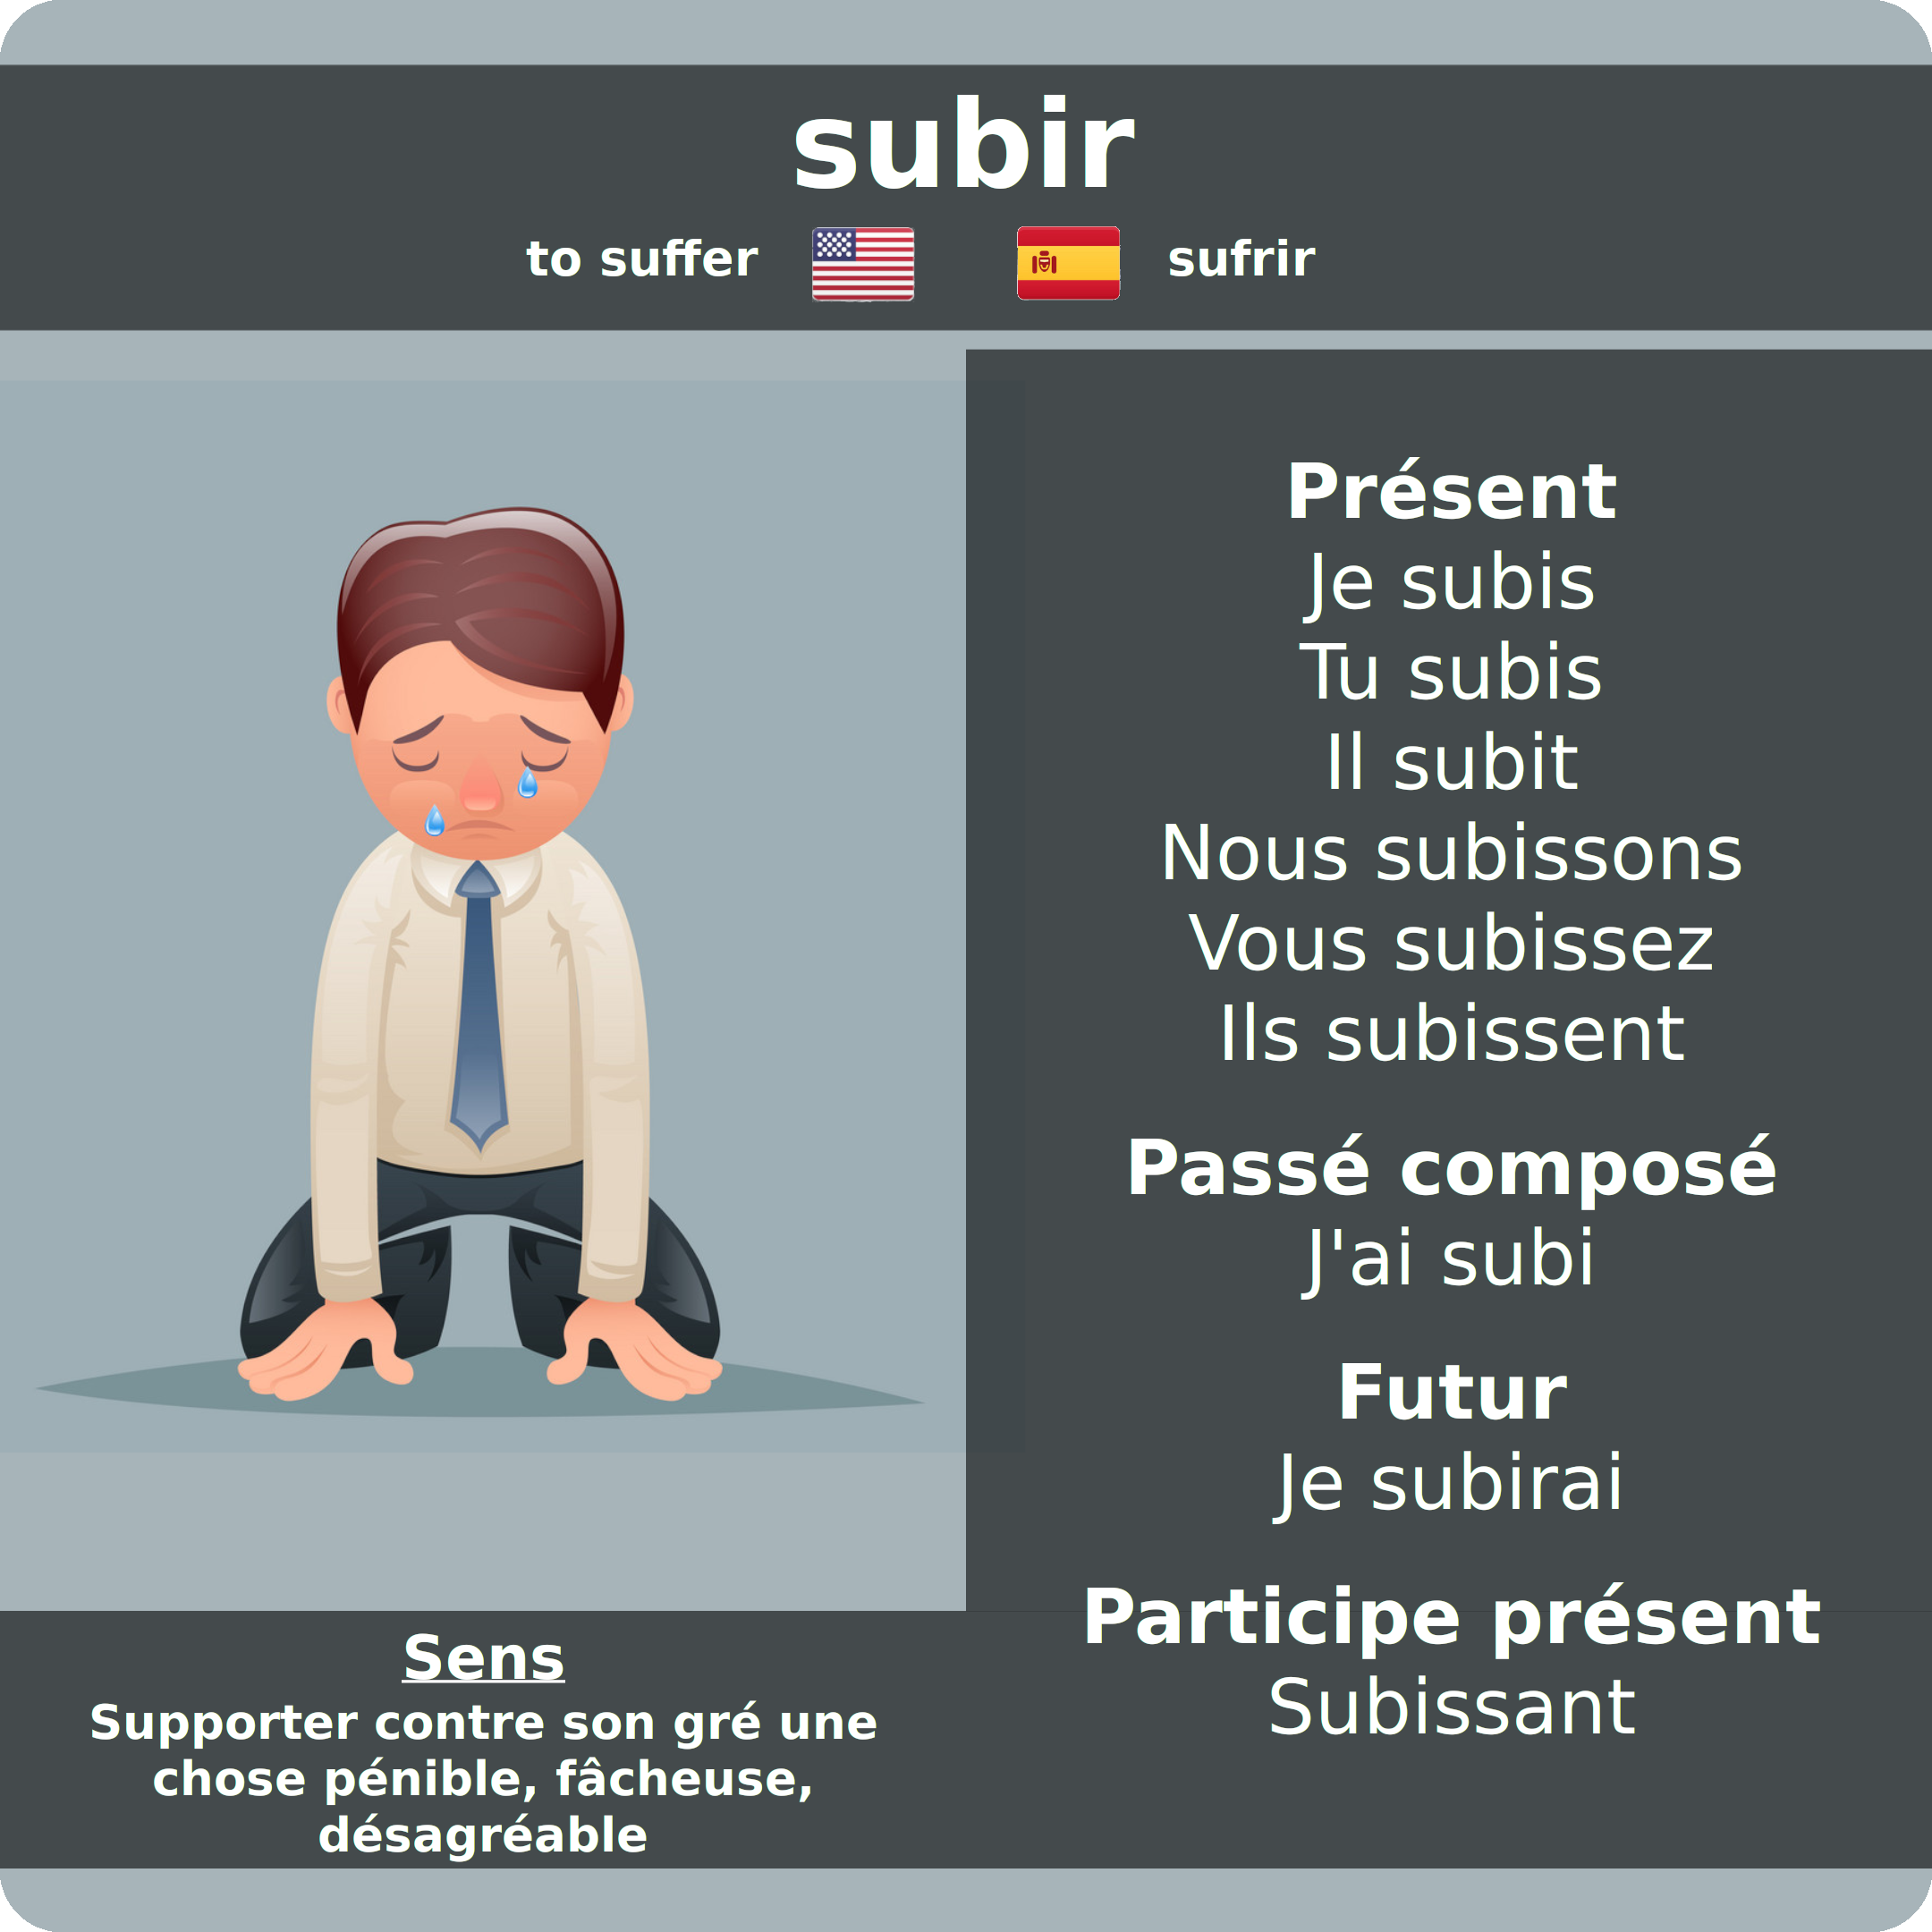 subir
to suffer
sufrir
Présent
Je subis
Tu subis
Il subit
Nous subissons
Vous subissez
Ils subissent
Passé composé
J'ai subi
Futur
Je subirai
Participe présent
Subissant
Sens
Supporter contre son gré une
chose pénible, fâcheuse,
désagréable